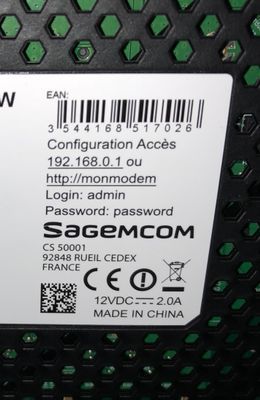 W
EAN:
3 544168 517026
Configuration Accès
192.168.0.1 ou
http://monmodem
Login: admin
Password: password
SAGEMCOM
CS 50001
92848 RUEIL CEDEX
FRANCE
CE
12VDC⎓2.0A
MADE IN CHINA